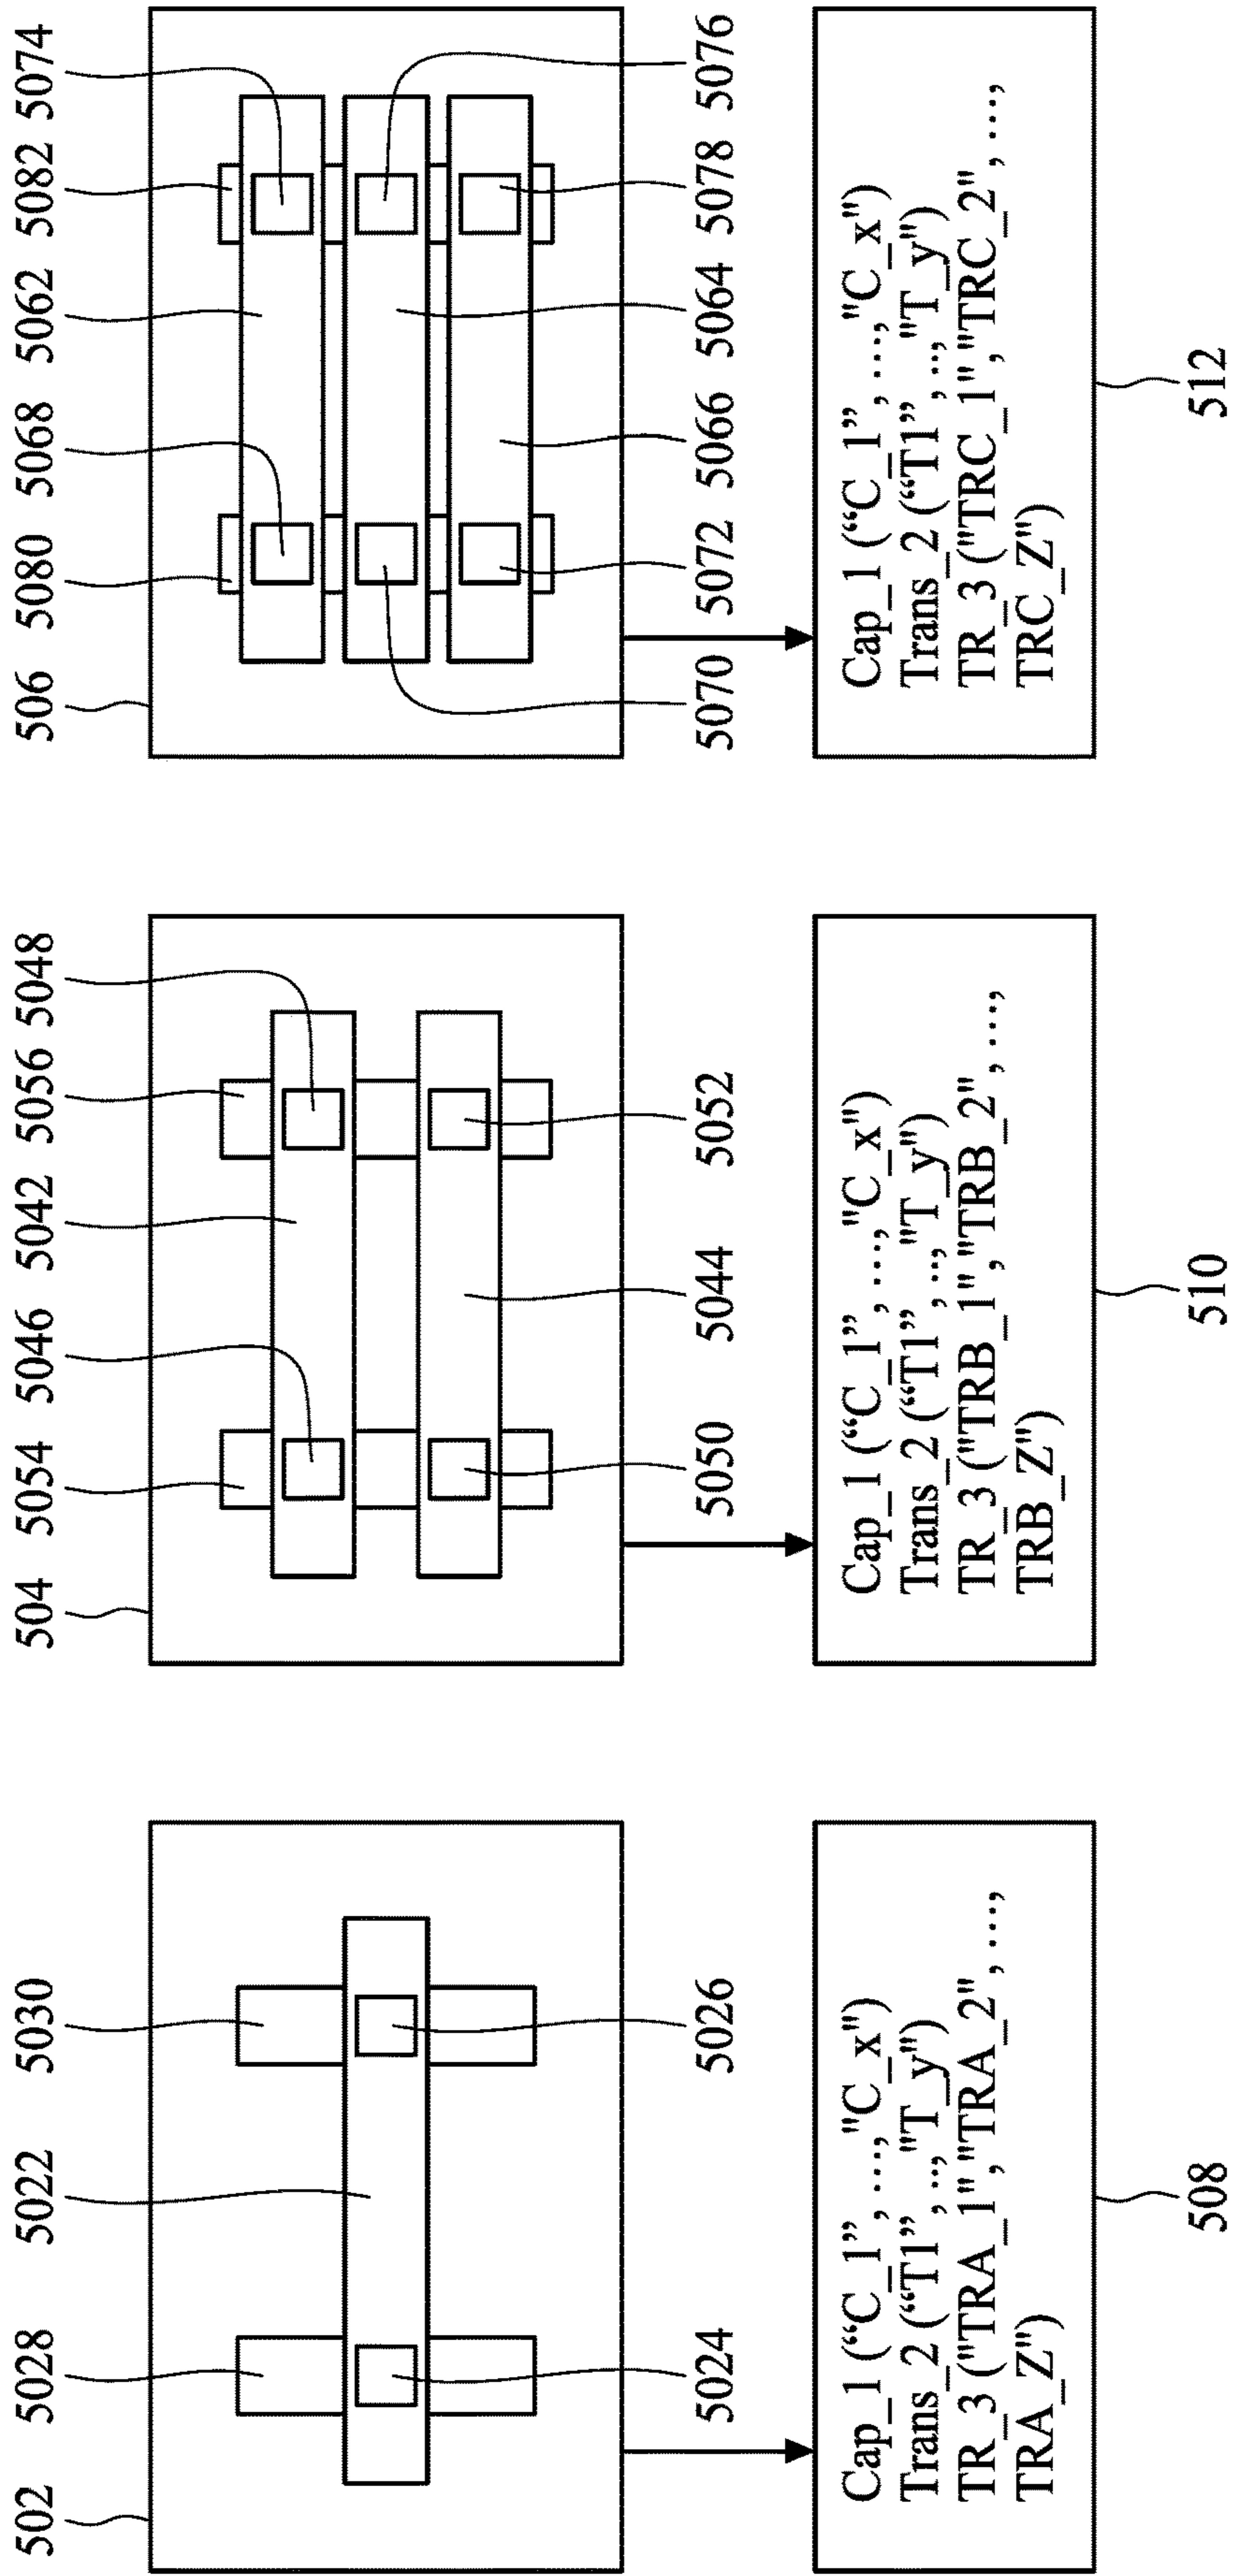 502 5028 5022 5030
5024 5026
Cap_1 (“C_1”, ..., "C_x")
Trans_2 (“T1”, .., "T_y")
TR_3 ("TRA_1","TRA_2", ...,
TRA_Z")
508
504 5054 5046 5042 5056 5048
5050 5044 5052
Cap_1 (“C_1”, ..., "C_x")
Trans_2 (“T1”, .., "T_y")
TR_3 ("TRB_1","TRB_2", ...,
TRB_Z")
510
506 5080 5068 5062 5082 5074
5070 5072 5066 5064 5078 5076
Cap_1 (“C_1”, ..., "C_x")
Trans_2 (“T1”, .., "T_y")
TR_3 ("TRC_1","TRC_2", ...,
TRC_Z")
512